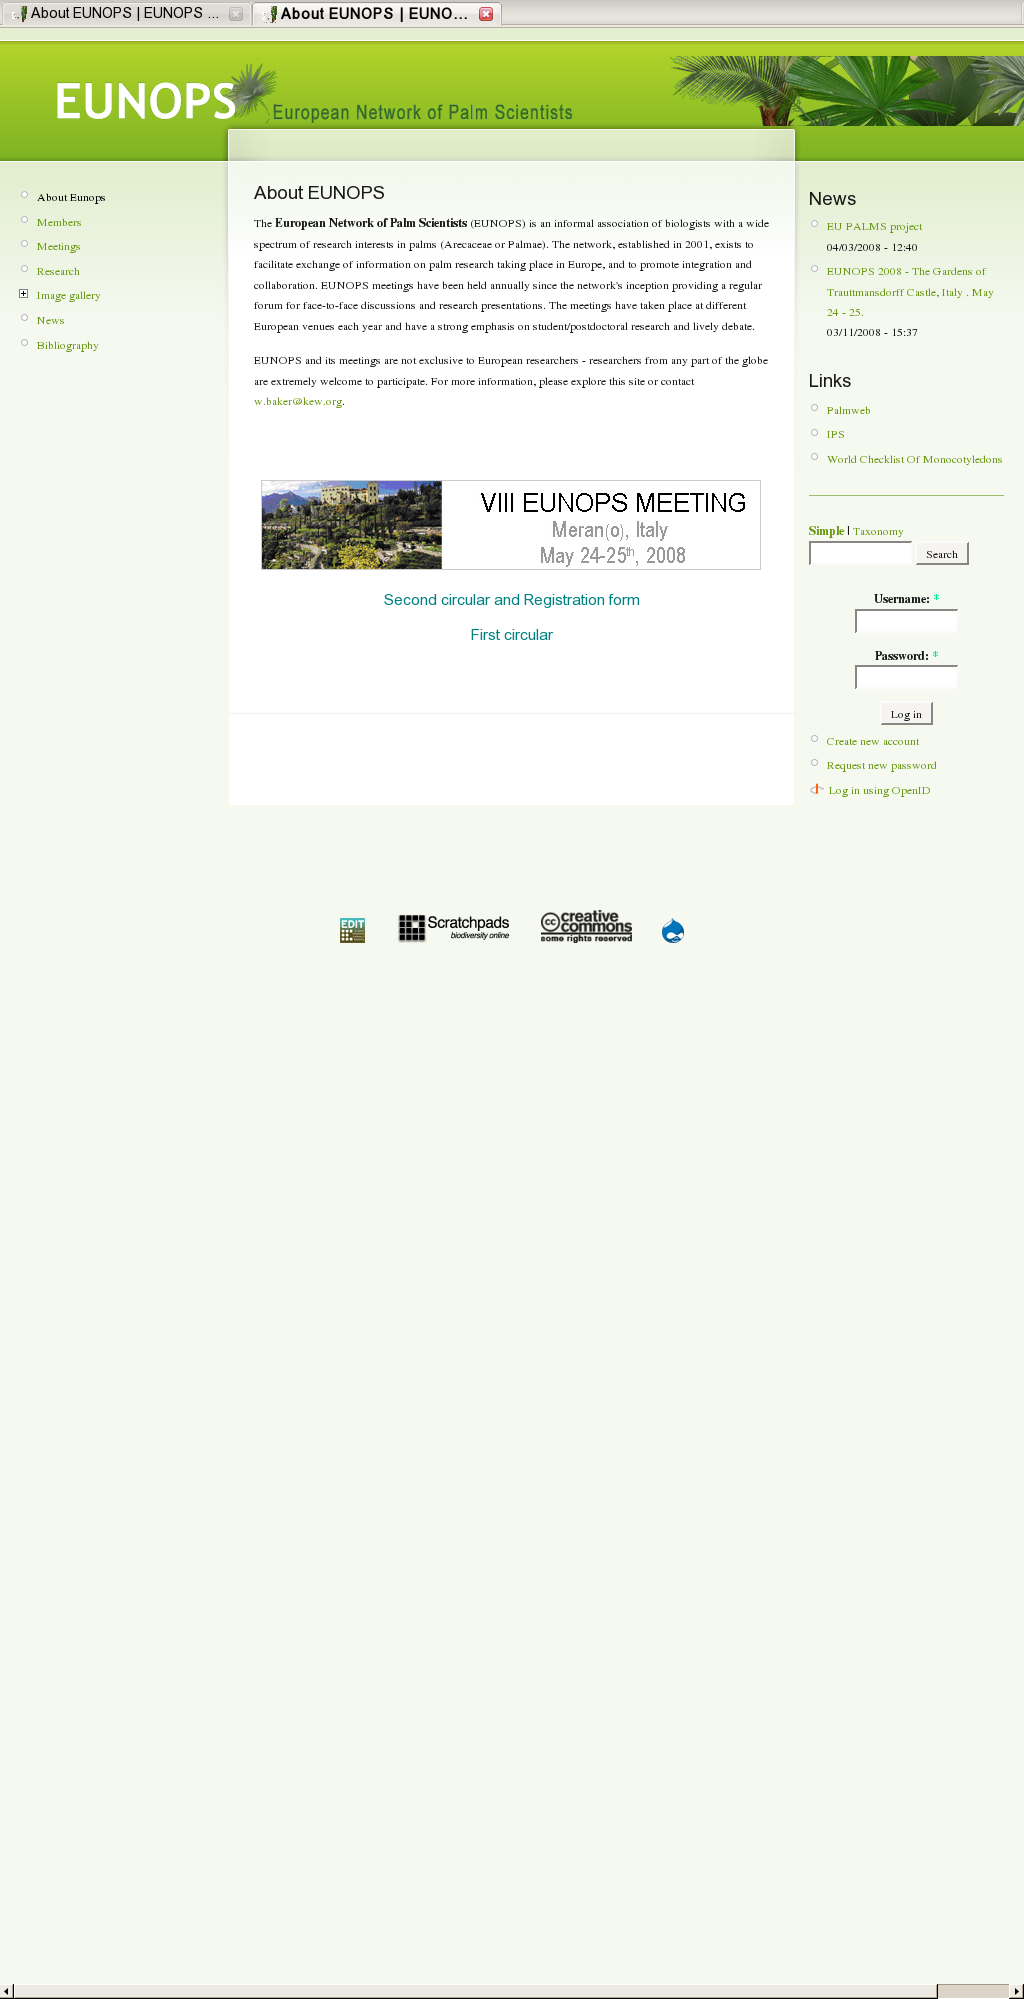 About EUNOPS | EUNOPS ...
About EUNOPS | EUNO...
EUNOPS
European Network of Palm Scientists
About Eunops
Members
Meetings
Research
Image gallery
News
Bibliography
About EUNOPS
The European Network of Palm Scientists (EUNOPS) is an informal association of biologists with a wide
spectrum of research interests in palms (Arecaceae or Palmae). The network, established in 2001, exists to
facilitate exchange of information on palm research taking place in Europe, and to promote integration and
collaboration. EUNOPS meetings have been held annually since the network's inception providing a regular
forum for face-to-face discussions and research presentations. The meetings have taken place at different
European venues each year and have a strong emphasis on student/postdoctoral research and lively debate.
EUNOPS and its meetings are not exclusive to European researchers - researchers from any part of the globe
are extremely welcome to participate. For more information, please explore this site or contact
w.baker@kew.org.
VIII EUNOPS MEETING
Meran(o), Italy
May 24-25th, 2008
Second circular and Registration form
First circular
News
EU PALMS project
04/03/2008 - 12:40
EUNOPS 2008 - The Gardens of
Trauttmansdorff Castle, Italy . May
24 - 25.
03/11/2008 - 15:37
Links
Palmweb
IPS
World Checklist Of Monocotyledons
Simple | Taxonomy
Search
Username: *
Password: *
Log in
Create new account
Request new password
Log in using OpenID
EDIT
Scratchpads
biodiversity online
cc creative
commons
some rights reserved